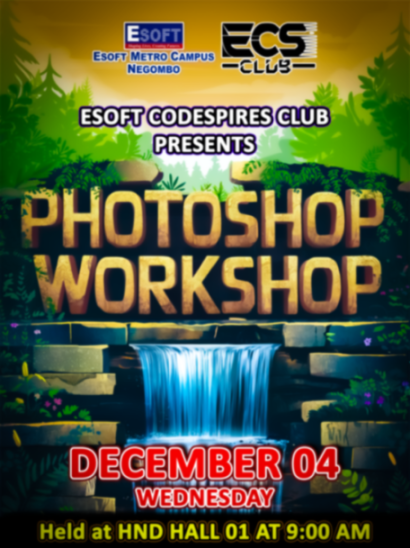 ESOFT
ESOFT METRO CAMPUS
NEGOMBO
ECS
CLUB
ESOFT CODESPIRES CLUB
PRESENTS
PHOTOSHOP
WORKSHOP
DECEMBER 04
WEDNESDAY
Held at HND HALL 01 AT 9:00 AM